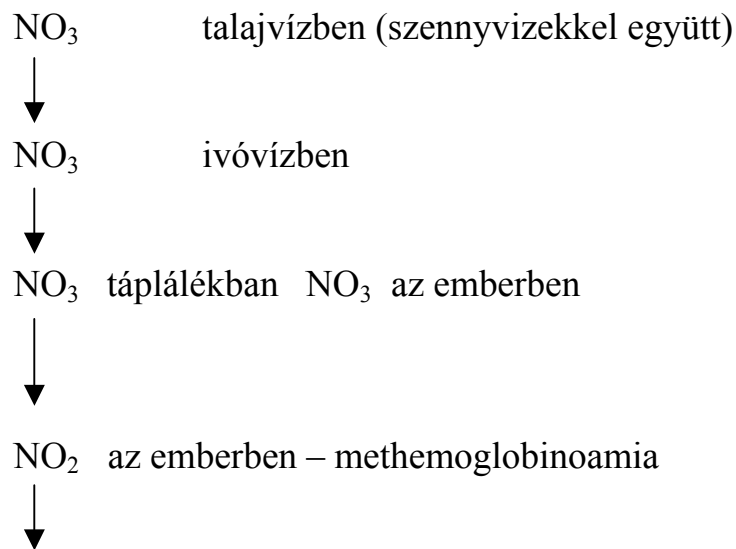 NO₃ talajvízben (szennyvizekkel együtt)
NO₃ ivóvízben
NO₃ táplálékban NO₃ az emberben
NO₂ az emberben – methemoglobinoamia